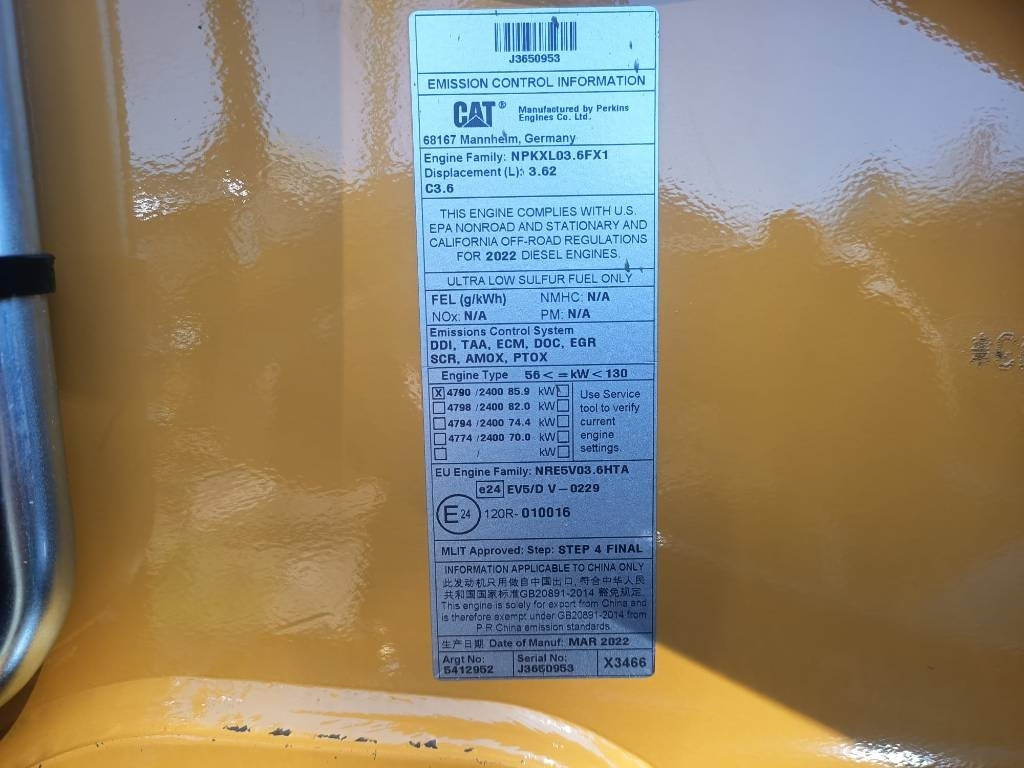 J3650953
EMISSION CONTROL INFORMATION
CAT® Manufactured by Perkins
Engines Co. Ltd.
68167 Mannheim, Germany
Engine Family: NPKXL03.6FX1
Displacement (L): 3.62
C3.6
THIS ENGINE COMPLIES WITH U.S.
EPA NONROAD AND STATIONARY AND
CALIFORNIA OFF-ROAD REGULATIONS
FOR 2022 DIESEL ENGINES.
ULTRA LOW SULFUR FUEL ONLY
FEL (g/kWh) NMHC: N/A
NOx: N/A PM: N/A
Emissions Control System
DDI, TAA, ECM, DOC, EGR
SCR, AMOX, PTOX
Engine Type 56 < = kW < 130
X 4790 /2400 85.9 kW Use Service
4798 /2400 82.0 kW tool to verify
4794 /2400 74.4 kW current
4774 /2400 70.0 kW engine
/ kW settings.
EU Engine Family: NRE5V03.6HTA
e24 EV5/D V-0229
E24 120R-010016
MLIT Approved: Step: STEP 4 FINAL
INFORMATION APPLICABLE TO CHINA ONLY
此发动机只用做自中国出口, 符合中华人民
共和国国家标准GB20891-2014 豁免规定.
This engine is solely for export from China and
is therefore exempt under GB20891-2014 from
P.R.China emission standards.
生产日期 Date of Manuf: MAR 2022
Argt No: Serial No: X3466
5412952 J3650953